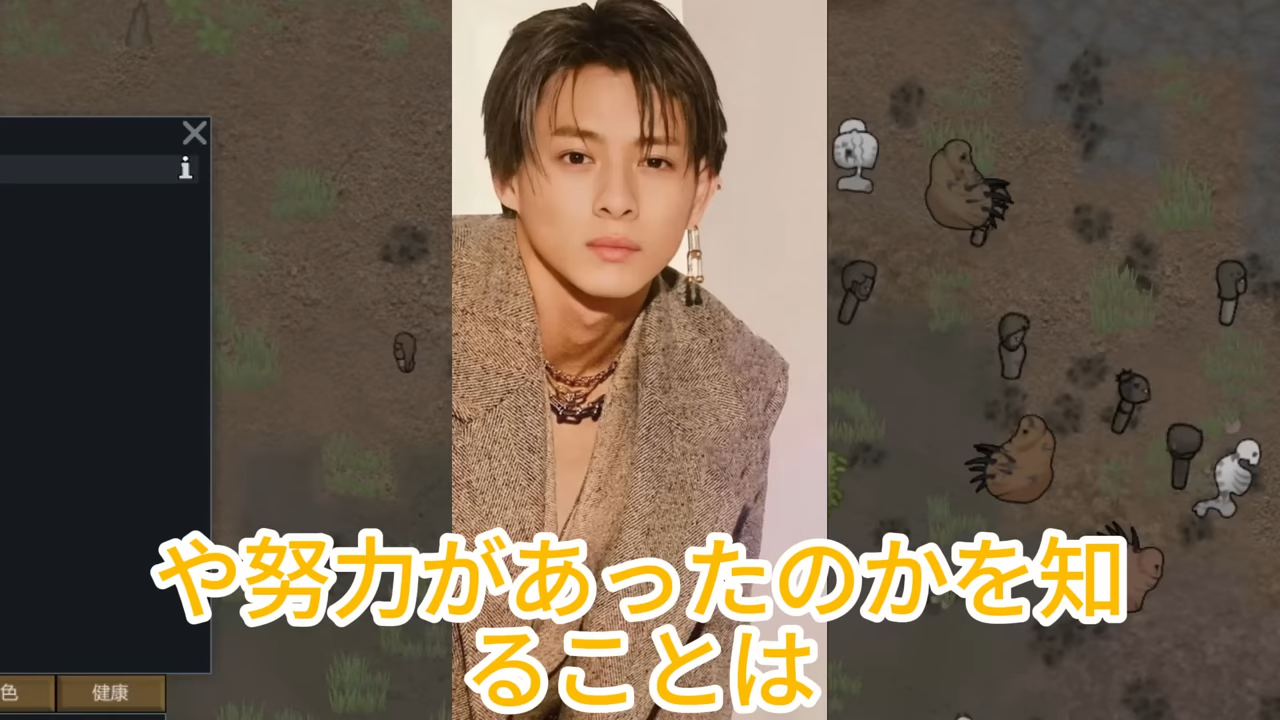 色
健康
や努力があったのかを知
ることは